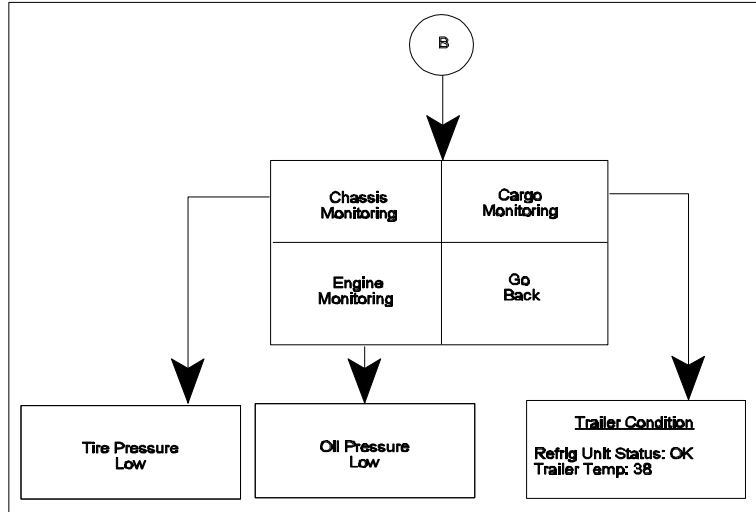 B
Chassis
Monitoring
Cargo
Monitoring
Engine
Monitoring
Go
Back
Tire Pressure
Low
Oil Pressure
Low
Trailer Condition
Refrig Unit Status: OK
Trailer Temp: 38